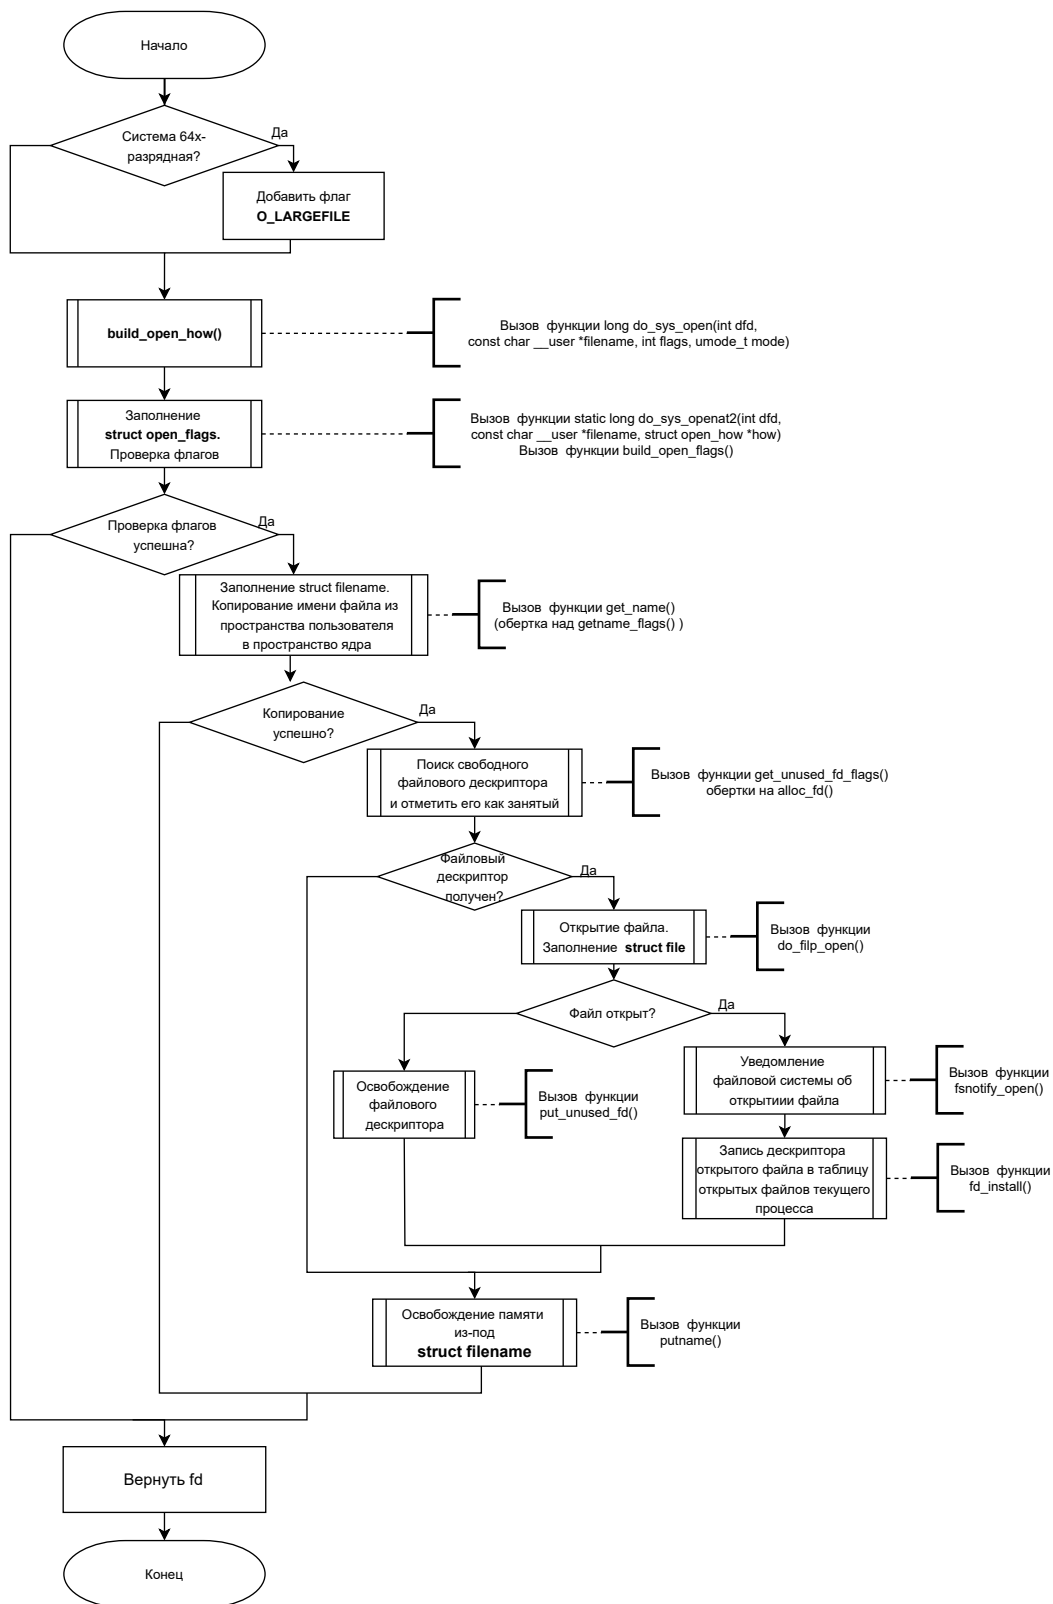 Начало
Система 64х-
разрядная?
Да
Добавить флаг
O_LARGEFILE
build_open_how()
Вызов функции long do_sys_open(int dfd,
const char __user *filename, int flags, umode_t mode)
Заполнение
struct open_flags.
Проверка флагов
Вызов функции static long do_sys_openat2(int dfd,
const char __user *filename, struct open_how *how)
Вызов функции build_open_flags()
Проверка флагов
успешна?
Да
Заполнение struct filename.
Копирование имени файла из
пространства пользователя
в пространство ядра
Вызов функции get_name()
(обертка над getname_flags() )
Копирование
успешно?
Да
Поиск свободного
файлового дескриптора
и отметить его как занятый
Вызов функции get_unused_fd_flags()
обертки на alloc_fd()
Файловый
дескриптор
получен?
Да
Открытие файла.
Заполнение struct file
Вызов функции
do_filp_open()
Файл открыт?
Да
Освобождение
файлового
дескриптора
Вызов функции
put_unused_fd()
Уведомление
файловой системы об
открытиии файла
Вызов функции
fsnotify_open()
Запись дескриптора
открытого файла в таблицу
открытых файлов текущего
процесса
Вызов функции
fd_install()
Освобождение памяти
из-под
struct filename
Вызов функции
putname()
Вернуть fd
Конец